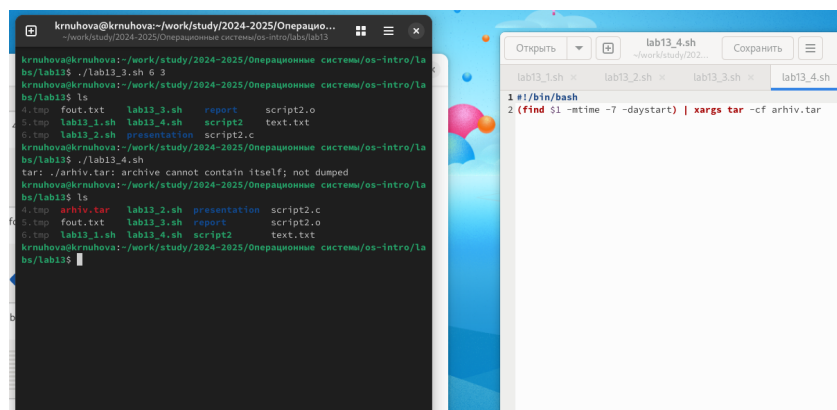 krnuhova@krnuhova:~/work/study/2024-2025/Операцио...
~/work/study/2024-2025/Операционные системы/os-intro/labs/lab13
krnuhova@krnuhova:~/work/study/2024-2025/Операционные системы/os-intro/la
bs/lab13$ ./lab13_3.sh 6 3
krnuhova@krnuhova:~/work/study/2024-2025/Операционные системы/os-intro/la
bs/lab13$ ls
4.tmp fout.txt lab13_3.sh report script2.o
5.tmp lab13_1.sh lab13_4.sh script2 text.txt
6.tmp lab13_2.sh presentation script2.c
krnuhova@krnuhova:~/work/study/2024-2025/Операционные системы/os-intro/la
bs/lab13$ ./lab13_4.sh
tar: ./arhiv.tar: archive cannot contain itself; not dumped
krnuhova@krnuhova:~/work/study/2024-2025/Операционные системы/os-intro/la
bs/lab13$ ls
4.tmp arhiv.tar lab13_2.sh presentation script2.c
5.tmp fout.txt lab13_3.sh report script2.o
6.tmp lab13_1.sh lab13_4.sh script2 text.txt
krnuhova@krnuhova:~/work/study/2024-2025/Операционные системы/os-intro/la
bs/lab13$
Открыть lab13_4.sh Сохранить
~/work/study/202...
lab13_1.sh × lab13_2.sh × lab13_3.sh × lab13_4.sh
1 #!/bin/bash
2 (find $1 -mtime -7 -daystart) | xargs tar -cf arhiv.tar